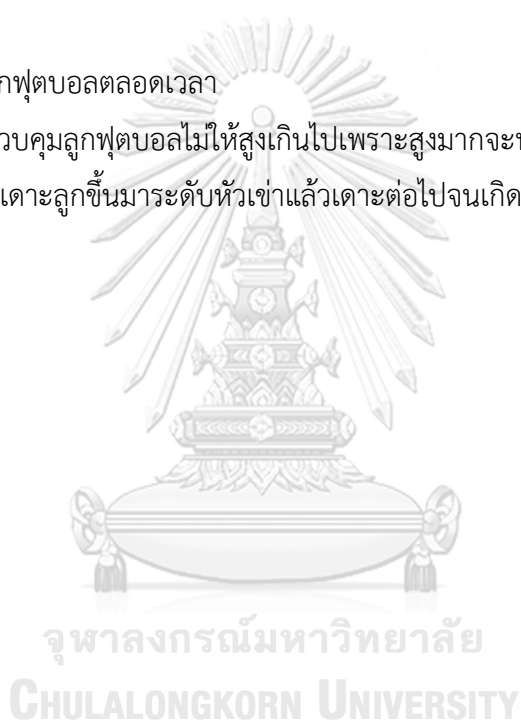 กฟุตบอลตลอดเวลา
วบคุมลูกฟุตบอลไม่ให้สูงเกินไปเพราะสูงมากจะ
เดาะลูกขึ้นมาระดับหัวเข่าแล้วเดาะต่อไปจนเกิด
จุฬาลงกรณ์มหาวิทยาลัย
CHULALONGKORN UNIVERSITY